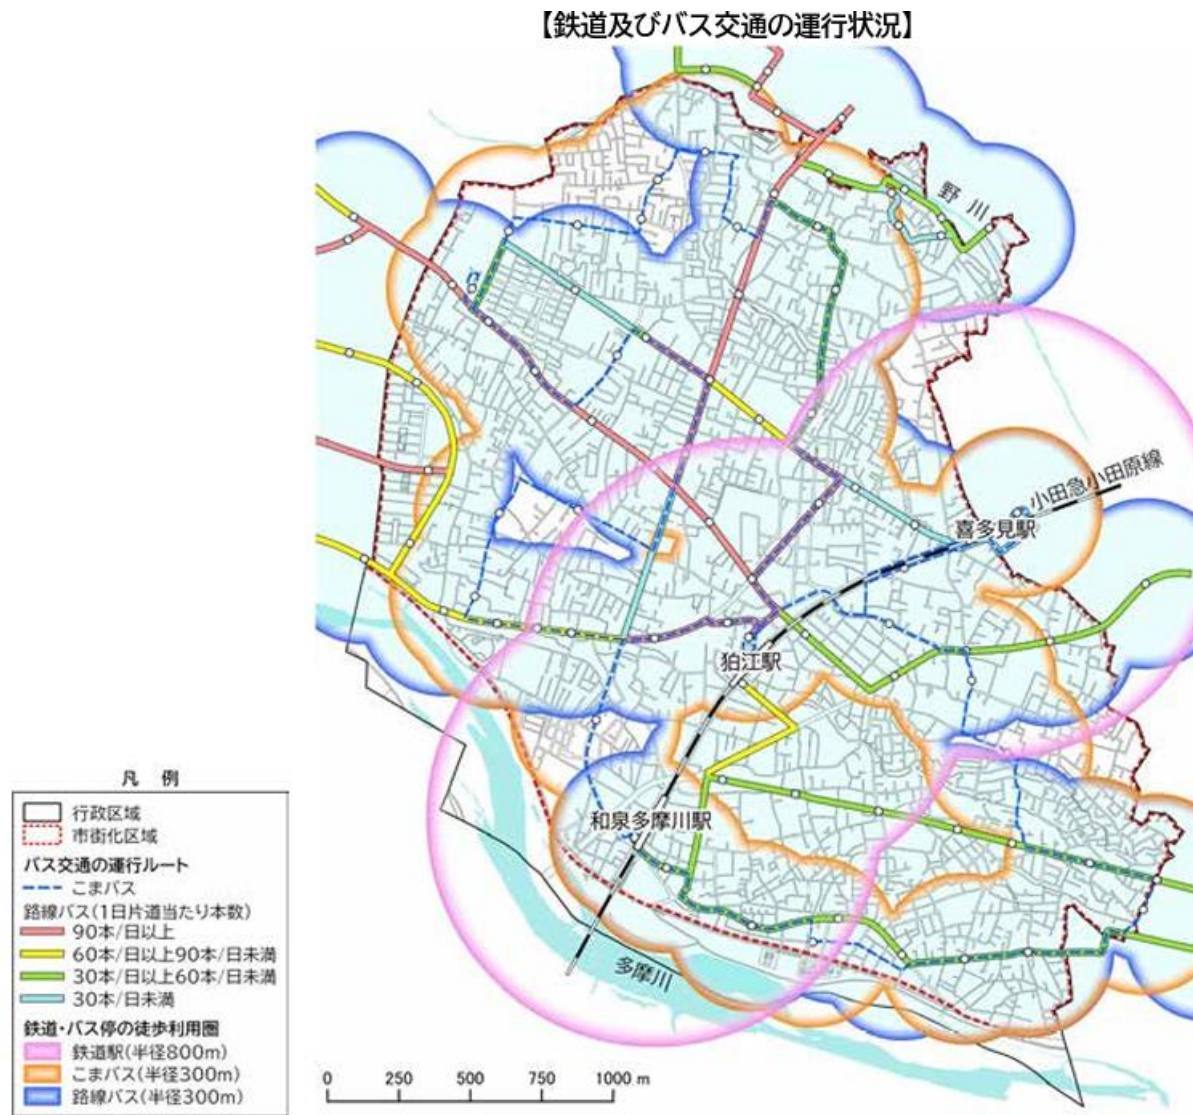 【鉄道及びバス交通の運行状況】
野川
小田急小田原線
喜多見駅
狛江駅
和泉多摩川駅
多摩川
凡 例
行政区域
市街化区域
バス交通の運行ルート
こまバス
路線バス(1日片道当たり本数)
90本/日以上
60本/日以上90本/日未満
30本/日以上60本/日未満
30本/日未満
鉄道・バス停の徒歩利用圏
鉄道駅(半径800m)
こまバス(半径300m)
路線バス(半径300m)
0 250 500 750 1000 m